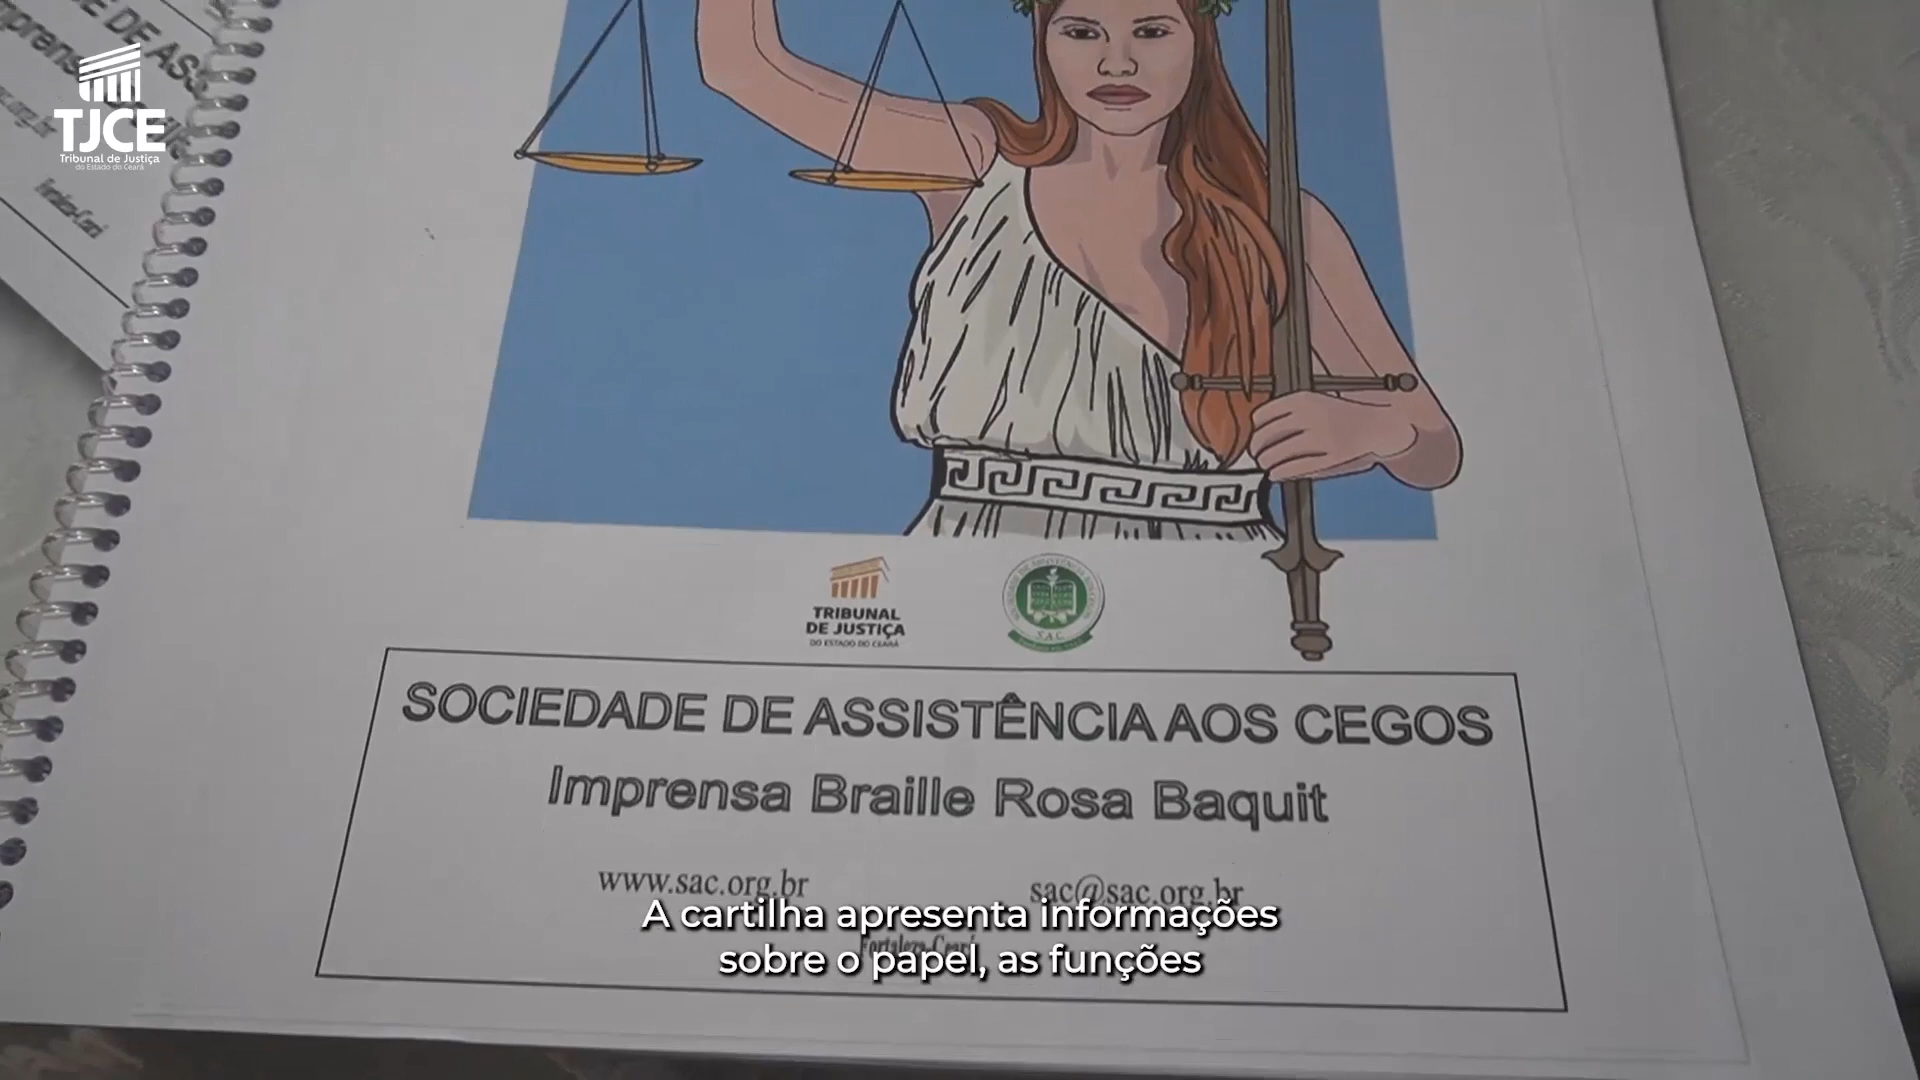 TJCE
Tribunal de Justiça
do Estado do Ceará
TRIBUNAL
DE JUSTIÇA
DO ESTADO DO CEARÁ
S.A.C.
SOCIEDADE DE ASSISTÊNCIA AOS CEGOS
Imprensa Braille Rosa Baquit
www.sac.org.br
sac@sac.org.br
Fortaleza-Ceará
A cartilha apresenta informações
sobre o papel, as funções